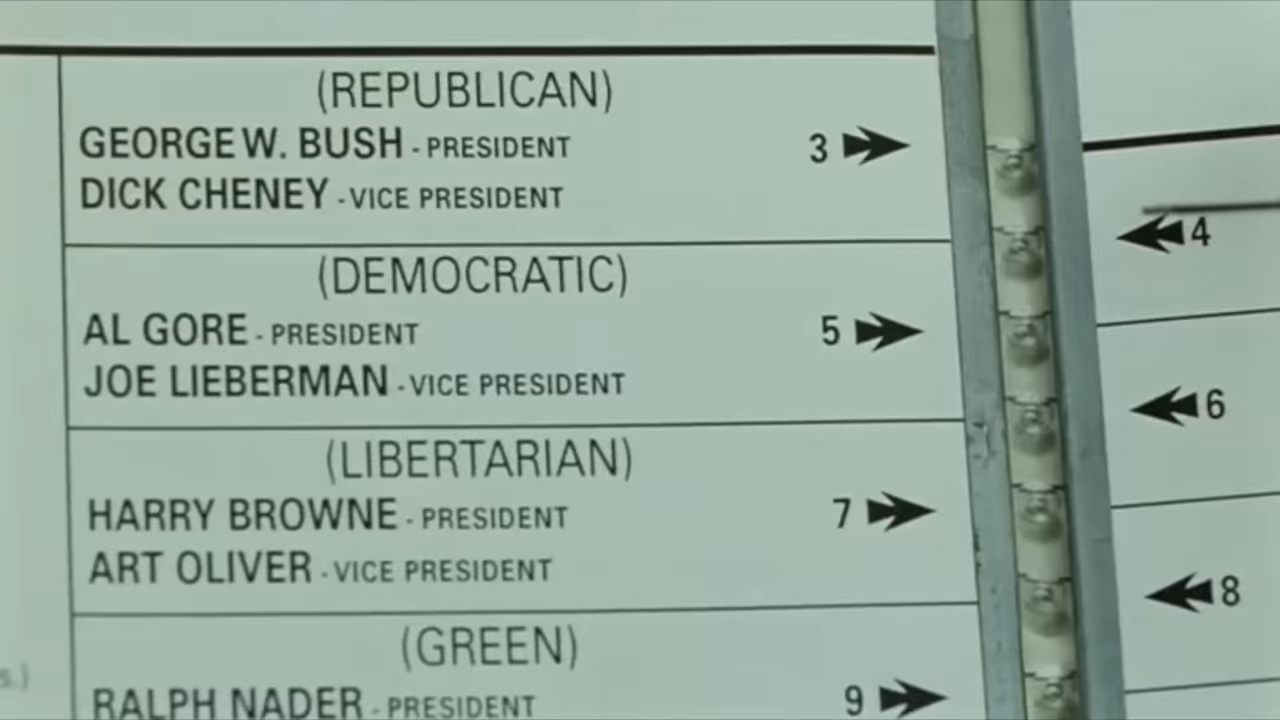 (REPUBLICAN)
GEORGE W. BUSH - PRESIDENT 3
DICK CHENEY - VICE PRESIDENT
4
(DEMOCRATIC)
AL GORE - PRESIDENT 5
JOE LIEBERMAN - VICE PRESIDENT
6
(LIBERTARIAN)
HARRY BROWNE - PRESIDENT 7
ART OLIVER - VICE PRESIDENT
8
(GREEN)
s.)
RALPH NADER - PRESIDENT 9